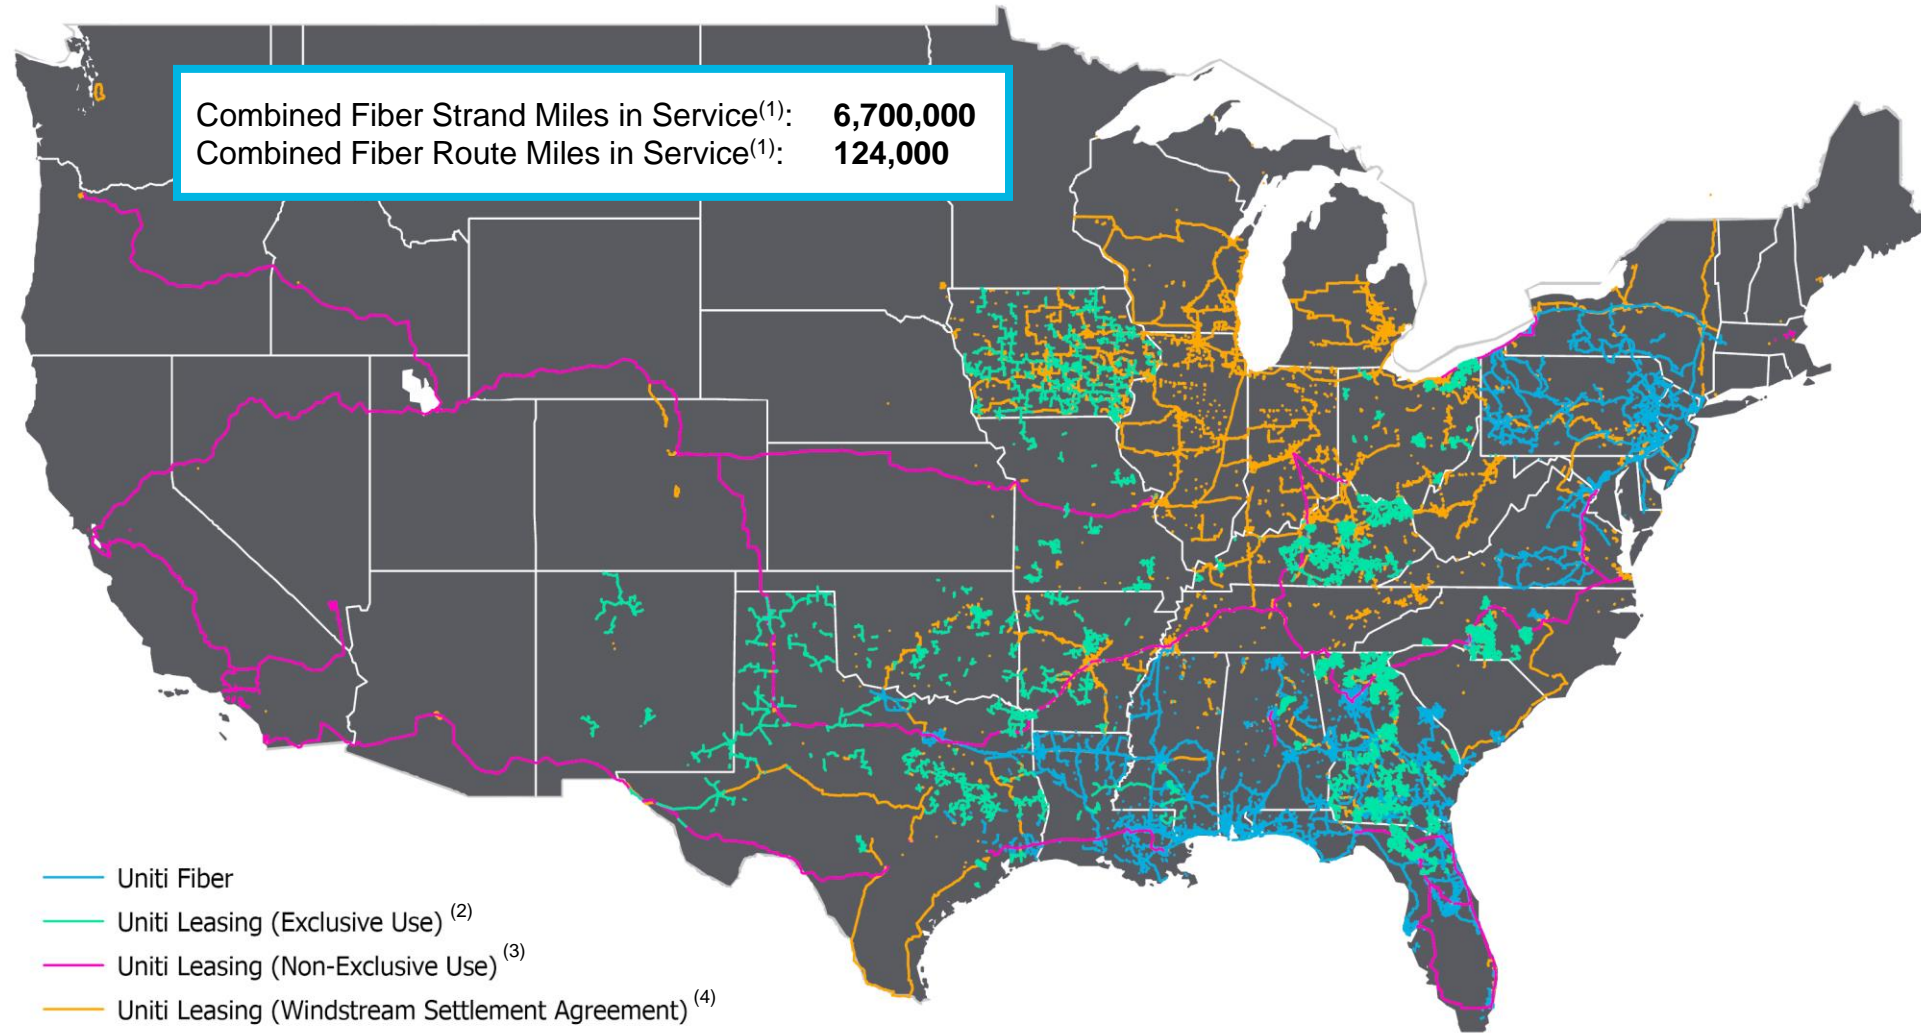 Combined Fiber Strand Miles in Service(1): 6,700,000
Combined Fiber Route Miles in Service(1): 124,000
Uniti Fiber
Uniti Leasing (Exclusive Use) (2)
Uniti Leasing (Non-Exclusive Use) (3)
Uniti Leasing (Windstream Settlement Agreement) (4)